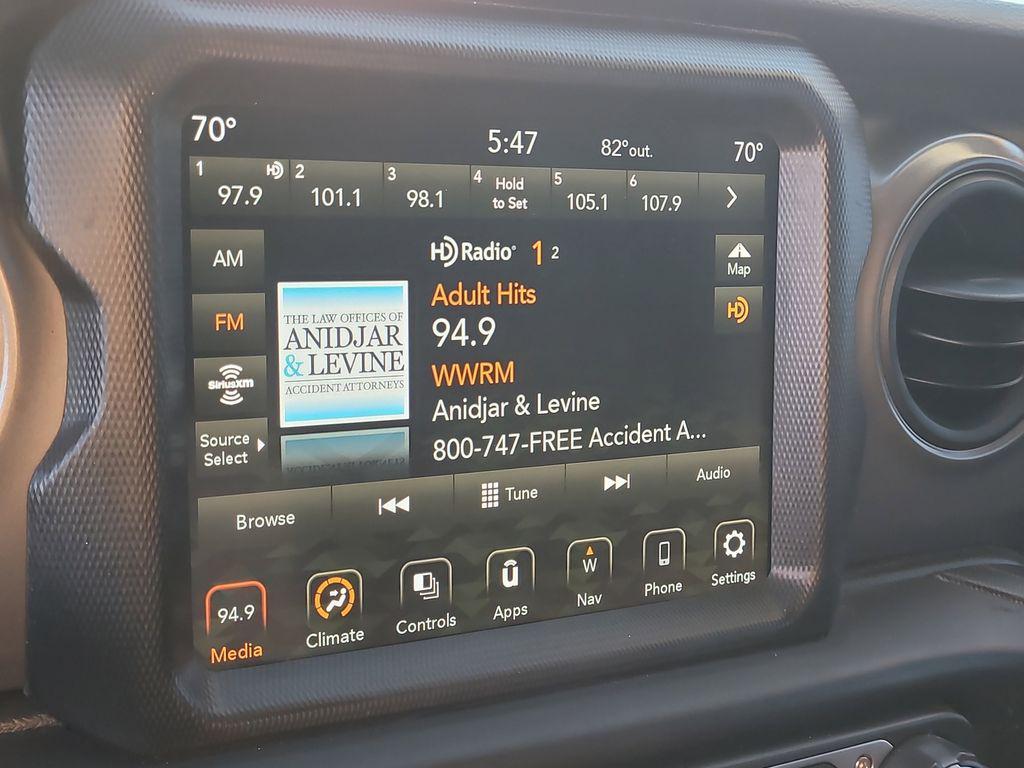 70° 5:47 82°out. 70°
1 97.9 HD 2 101.1 3 98.1 4 Hold to Set 5 105.1 6 107.9
AM
FM
SiriusXM
Source
Select
THE LAW OFFICES OF
ANIDJAR
& LEVINE
ACCIDENT ATTORNEYS
HD Radio 1 2
Adult Hits
94.9
WWRM
Anidjar & Levine
800-747-FREE Accident A...
Map
HD
Browse Tune Audio
94.9 W
Media Climate Controls Apps Nav Phone Settings